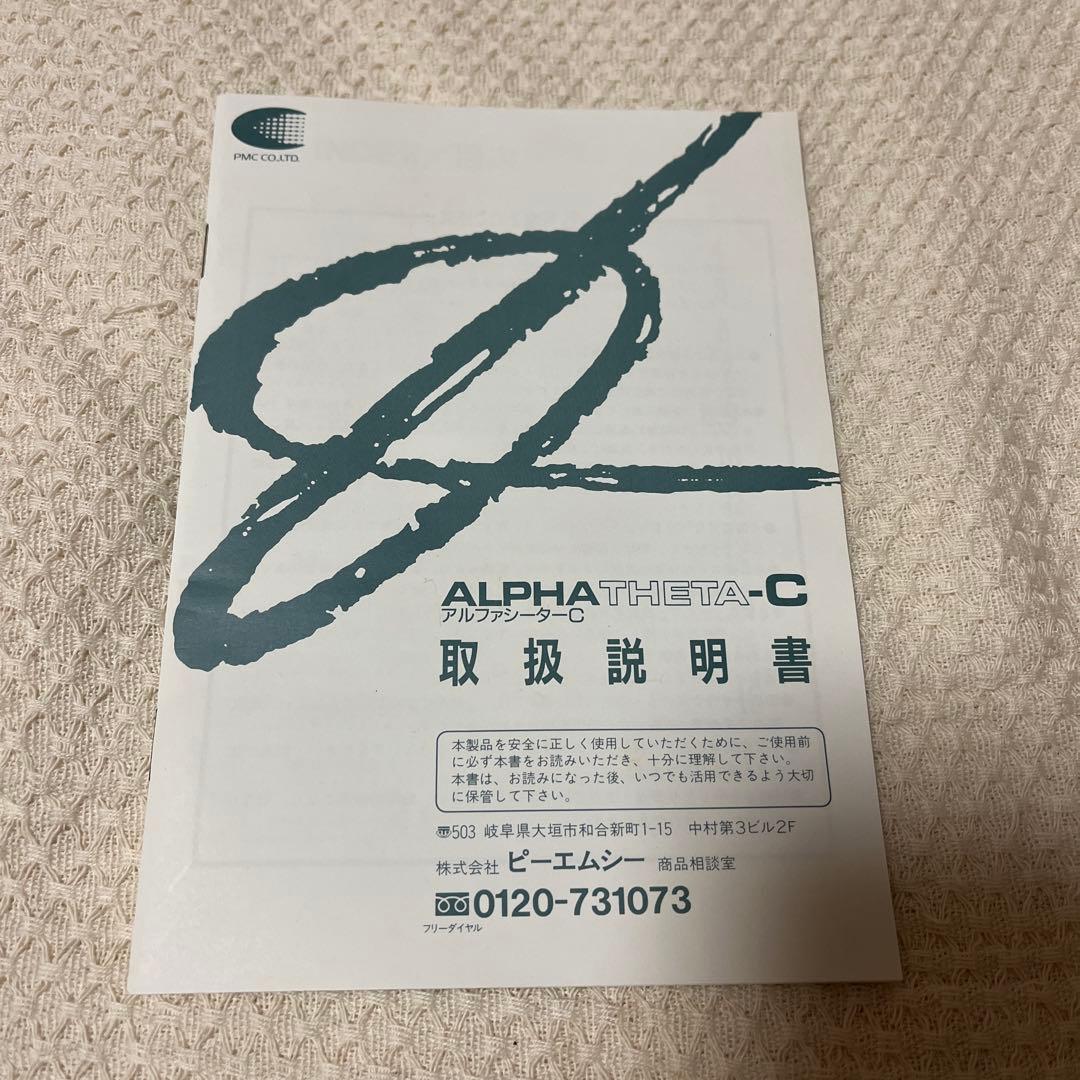 PMC CO.,LTD.
ALPHATHETA-C
アルファシーターC
取扱説明書
本製品を安全に正しく使用していただくために、ご使用前
に必ず本書をお読みいただき、十分に理解して下さい。
本書は、お読みになった後、いつでも活用できるよう大切
に保管して下さい。
〠503 岐阜県大垣市和合新町1-15 中村第3ビル2F
株式会社 ピーエムシー 商品相談室
0120-731073
フリーダイヤル